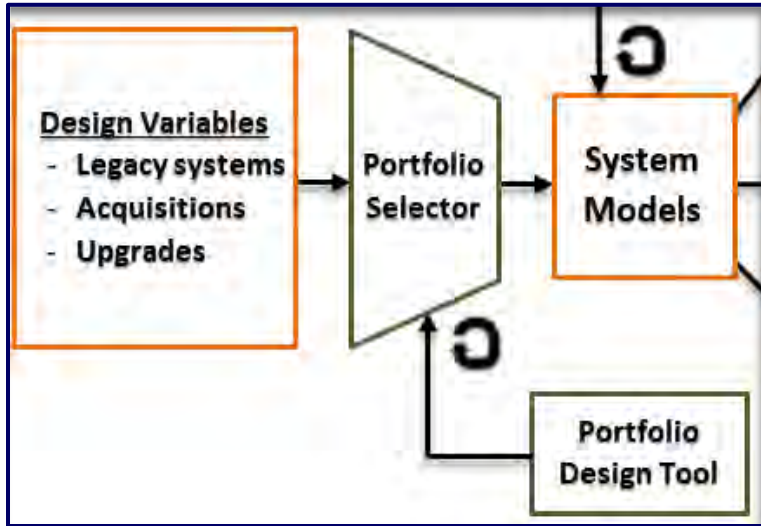 Design Variables
- Legacy systems
- Acquisitions
- Upgrades
Portfolio
Selector
System
Models
Portfolio
Design Tool